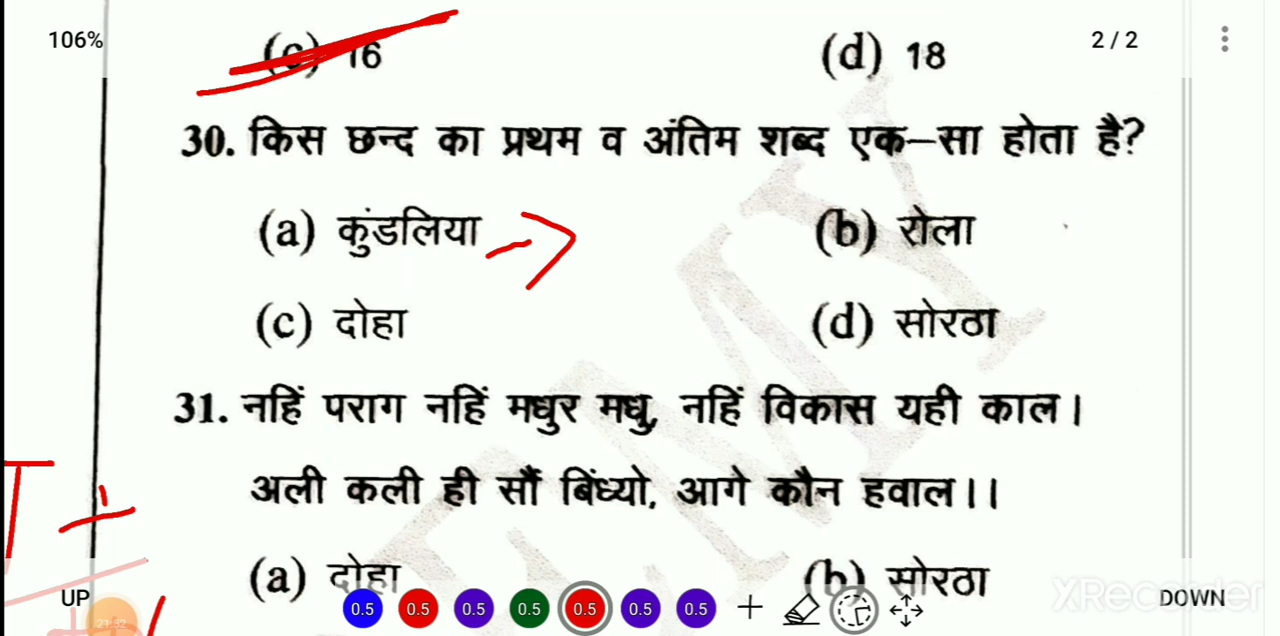 106%
(c) 16 (d) 18 2 / 2
30. किस छन्द का प्रथम व अंतिम शब्द एक–सा होता है?
(a) कुंडलिया (b) रोला
(c) दोहा (d) सोरठा
31. नहिं पराग नहिं मधुर मधु, नहिं विकास यही काल।
अली कली ही सौं बिंध्यो, आगे कौन हवाल।।
(a) दोहा (b) सोरठा
UP 0.5 0.5 0.5 0.5 0.5 0.5 0.5 + XRecorder DOWN
21:52